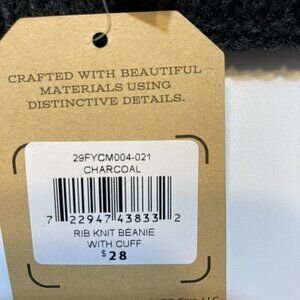 CRAFTED WITH BEAUTIFUL
MATERIALS USING
DISTINCTIVE DETAILS.
29FYCM004-021
CHARCOAL
7 22947 43833 2
RIB KNIT BEANIE
WITH CUFF
$28
LLC